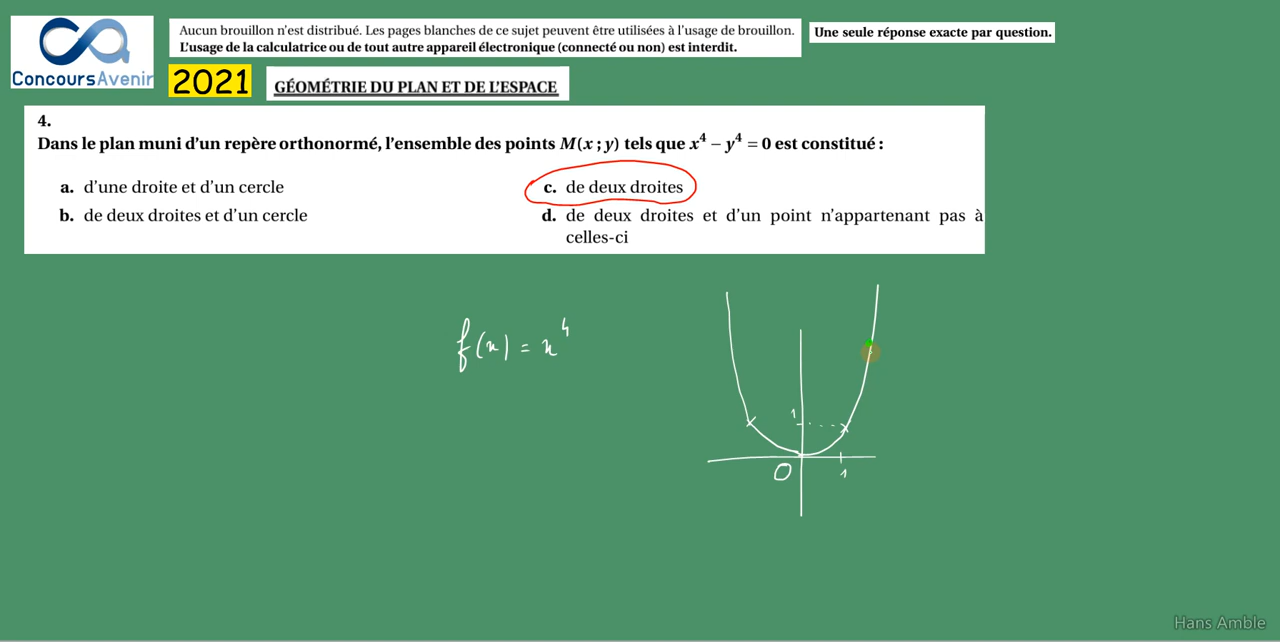 ConcoursAvenir
Aucun brouillon n'est distribué. Les pages blanches de ce sujet peuvent être utilisées à l'usage de brouillon.
L'usage de la calculatrice ou de tout autre appareil électronique (connecté ou non) est interdit.
Une seule réponse exacte par question.
2021
GÉOMÉTRIE DU PLAN ET DE L'ESPACE
4.
Dans le plan muni d'un repère orthonormé, l'ensemble des points M(x ; y) tels que x⁴ − y⁴ = 0 est constitué :
a. d'une droite et d'un cercle
b. de deux droites et d'un cercle
c. de deux droites
d. de deux droites et d'un point n'appartenant pas à
celles-ci
f(x) = x⁴
1
O
1
Hans Amble